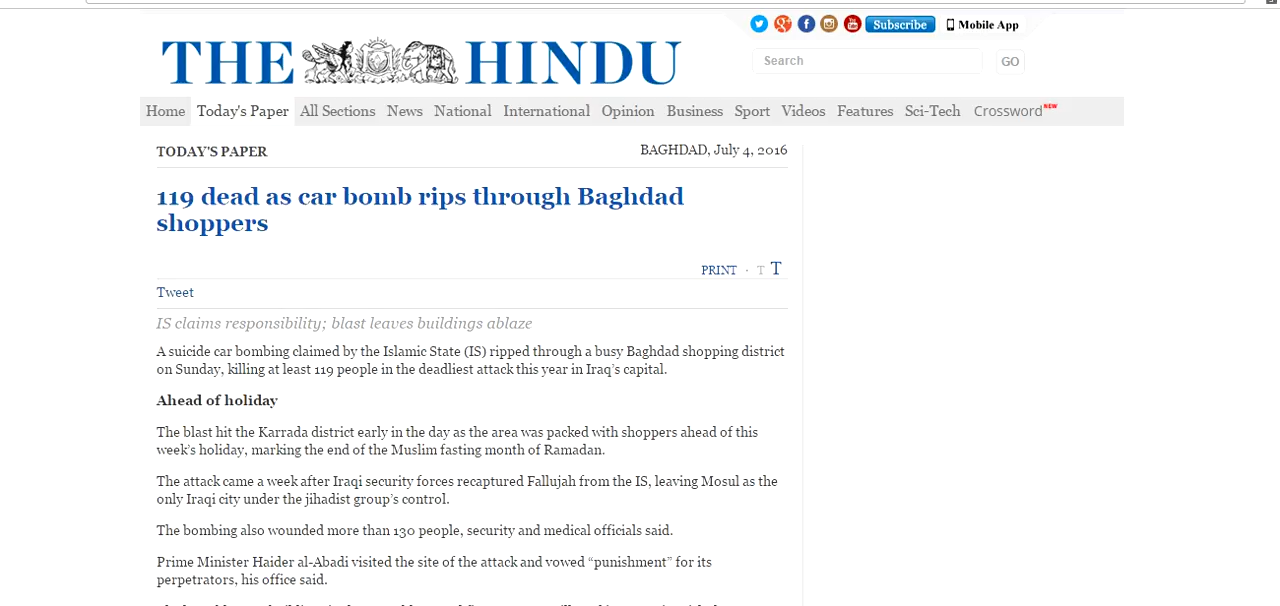 Subscribe
Mobile App
THE HINDU
Search
GO
Home Today's Paper All Sections News National International Opinion Business Sport Videos Features Sci-Tech Crossword NEW
TODAY'S PAPER
BAGHDAD, July 4, 2016
119 dead as car bomb rips through Baghdad
shoppers
PRINT · T T
Tweet
IS claims responsibility; blast leaves buildings ablaze
A suicide car bombing claimed by the Islamic State (IS) ripped through a busy Baghdad shopping district
on Sunday, killing at least 119 people in the deadliest attack this year in Iraq’s capital.
Ahead of holiday
The blast hit the Karrada district early in the day as the area was packed with shoppers ahead of this
week’s holiday, marking the end of the Muslim fasting month of Ramadan.
The attack came a week after Iraqi security forces recaptured Fallujah from the IS, leaving Mosul as the
only Iraqi city under the jihadist group’s control.
The bombing also wounded more than 130 people, security and medical officials said.
Prime Minister Haider al-Abadi visited the site of the attack and vowed “punishment” for its
perpetrators, his office said.